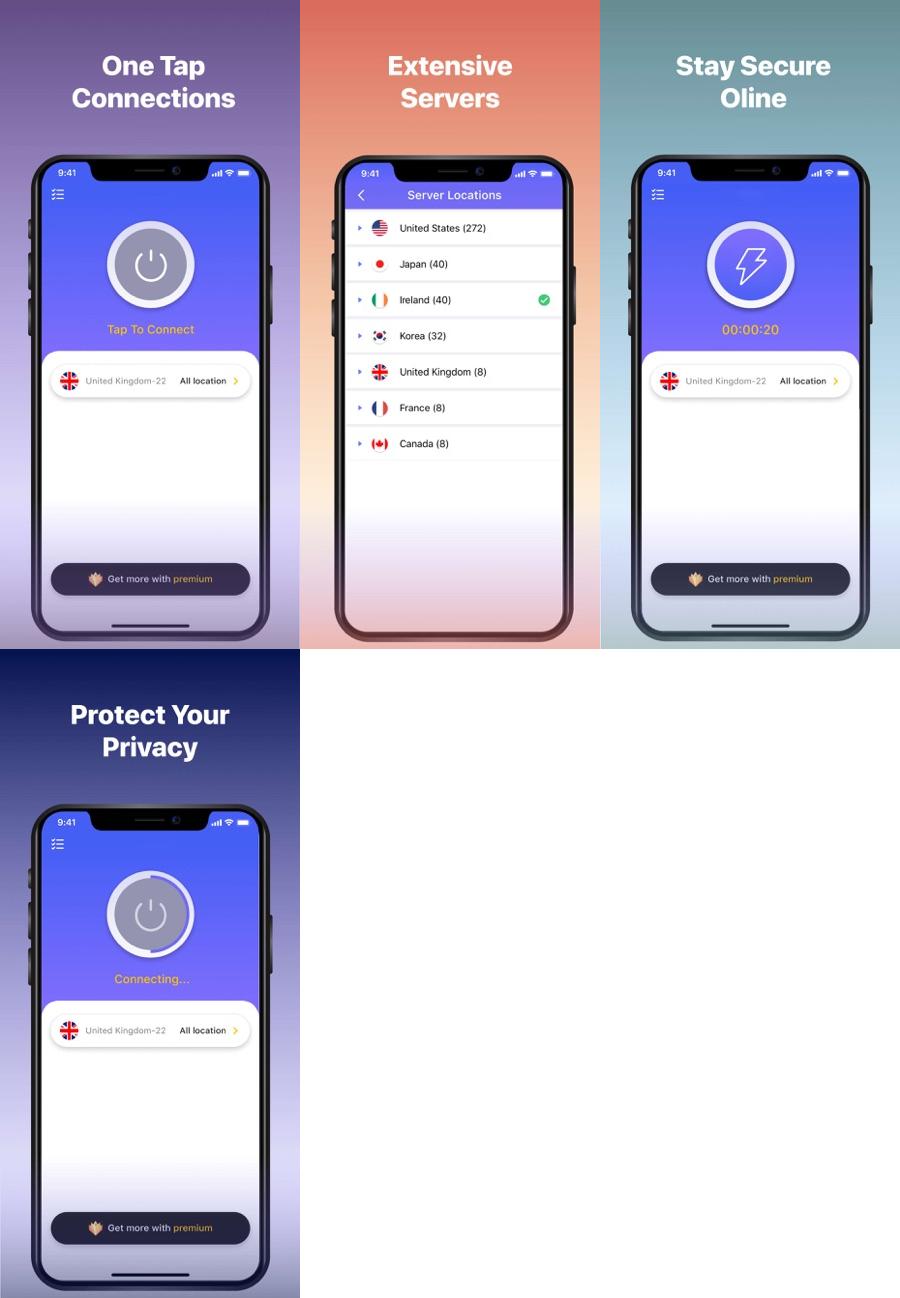 One Tap
Connections
9:41
Tap To Connect
United Kingdom-22 All location
Get more with premium
Extensive
Servers
9:41
Server Locations
United States (272)
Japan (40)
Ireland (40)
Korea (32)
United Kingdom (8)
France (8)
Canada (8)
Stay Secure
Oline
9:41
00:00:20
United Kingdom-22 All location
Get more with premium
Protect Your
Privacy
9:41
Connecting...
United Kingdom-22 All location
Get more with premium